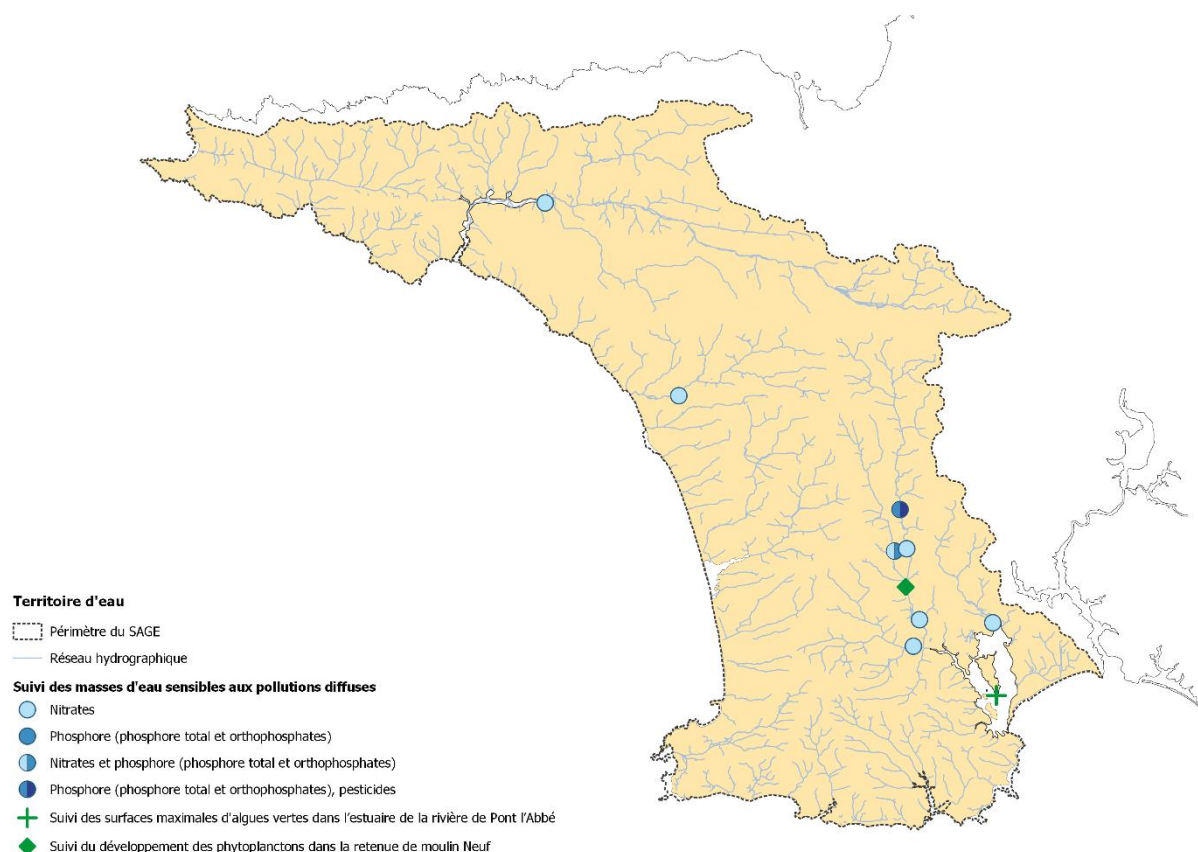 Territoire d'eau
Périmètre du SAGE
Réseau hydrographique
Suivi des masses d'eau sensibles aux pollutions diffuses
Nitrates
Phosphore (phosphore total et orthophosphates)
Nitrates et phosphore (phosphore total et orthophosphates)
Phosphore (phosphore total et orthophosphates), pesticides
Suivi des surfaces maximales d'algues vertes dans l'estuaire de la rivière de Pont l'Abbé
Suivi du développement des phytoplanctons dans la retenue de moulin Neuf